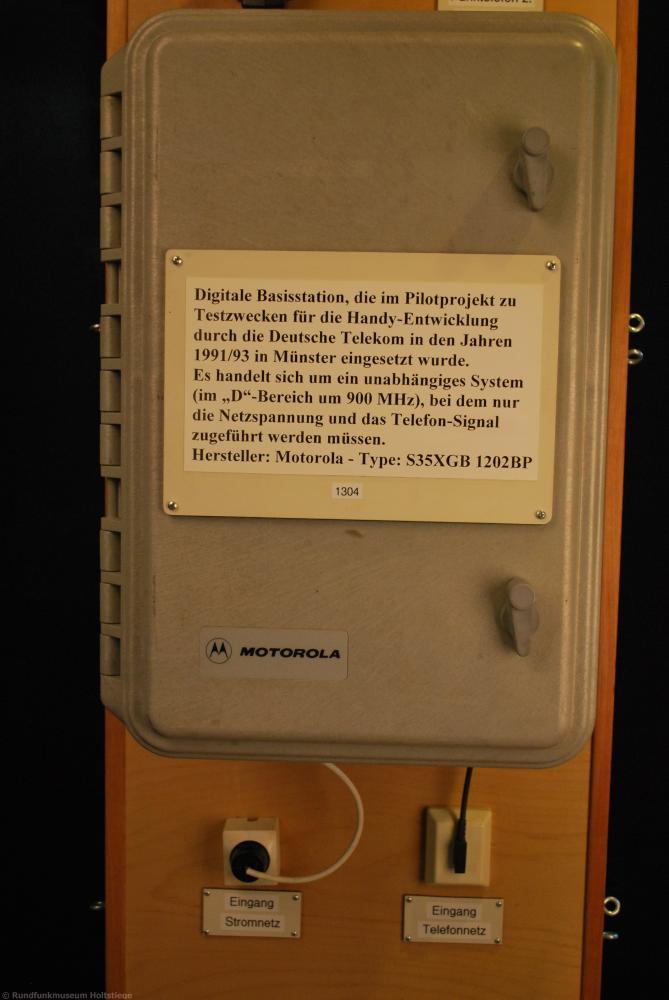 Digitale Basisstation, die im Pilotprojekt zu
Testzwecken für die Handy-Entwicklung
durch die Deutsche Telekom in den Jahren
1991/93 in Münster eingesetzt wurde.
Es handelt sich um ein unabhängiges System
(im „D“-Bereich um 900 MHz), bei dem nur
die Netzspannung und das Telefon-Signal
zugeführt werden müssen.
Hersteller: Motorola - Type: S35XGB 1202BP
1304
MOTOROLA
Eingang
Stromnetz
Eingang
Telefonnetz
© Rundfunkmuseum Holtstiege